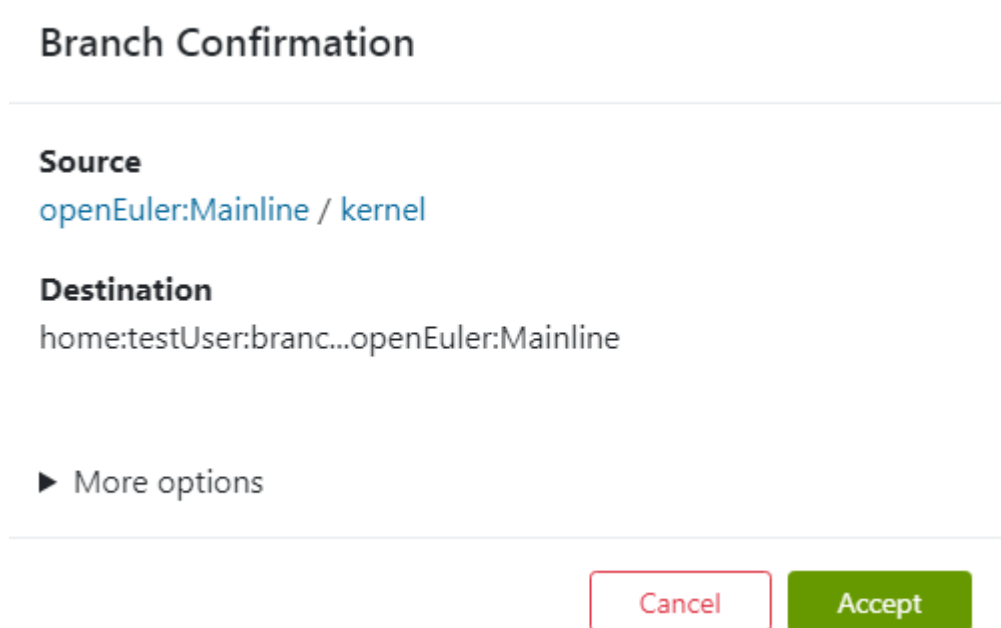 Branch Confirmation
Source
openEuler:Mainline / kernel
Destination
home:testUser:branc...openEuler:Mainline
More options
Cancel
Accept